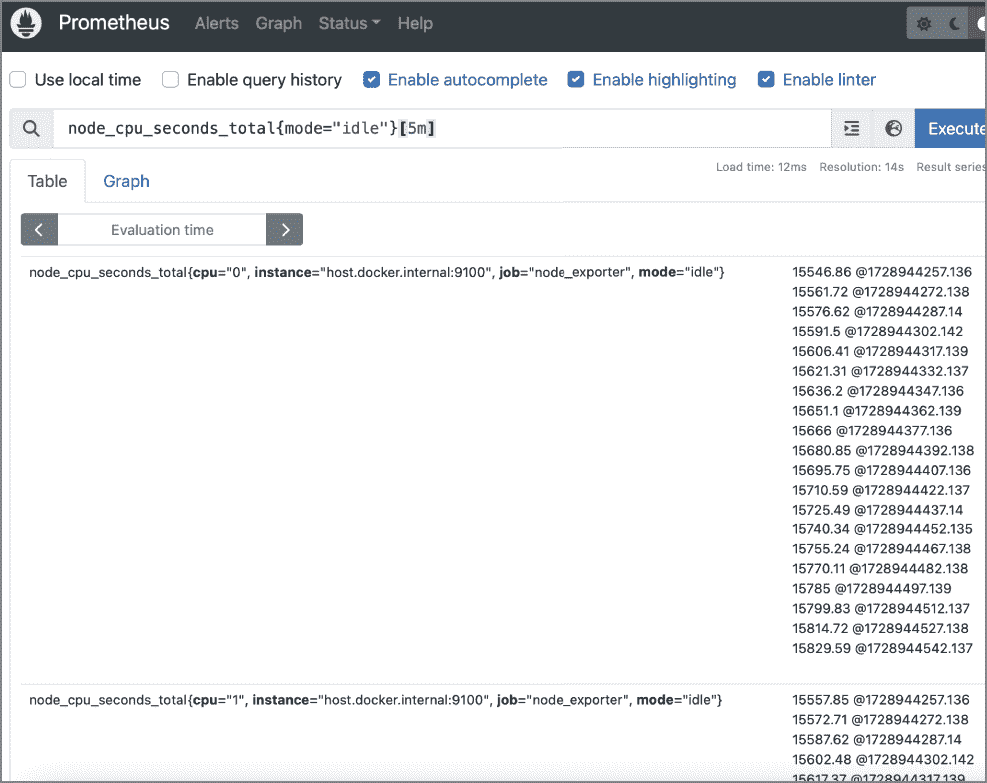 Prometheus Alerts Graph Status Help
Use local time Enable query history Enable autocomplete Enable highlighting Enable linter
node_cpu_seconds_total{mode="idle"}[5m] Execute
Load time: 12ms Resolution: 14s Result series
Table Graph
Evaluation time
node_cpu_seconds_total{cpu="0", instance="host.docker.internal:9100", job="node_exporter", mode="idle"} 15546.86 @1728944257.136
15561.72 @1728944272.138
15576.62 @1728944287.14
15591.5 @1728944302.142
15606.41 @1728944317.139
15621.31 @1728944332.137
15636.2 @1728944347.136
15651.1 @1728944362.139
15666 @1728944377.136
15680.85 @1728944392.138
15695.75 @1728944407.136
15710.59 @1728944422.137
15725.49 @1728944437.14
15740.34 @1728944452.135
15755.24 @1728944467.138
15770.11 @1728944482.138
15785 @1728944497.139
15799.83 @1728944512.137
15814.72 @1728944527.138
15829.59 @1728944542.137
node_cpu_seconds_total{cpu="1", instance="host.docker.internal:9100", job="node_exporter", mode="idle"} 15557.85 @1728944257.136
15572.71 @1728944272.138
15587.62 @1728944287.14
15602.48 @1728944302.142
15617.37 @1728944317.139